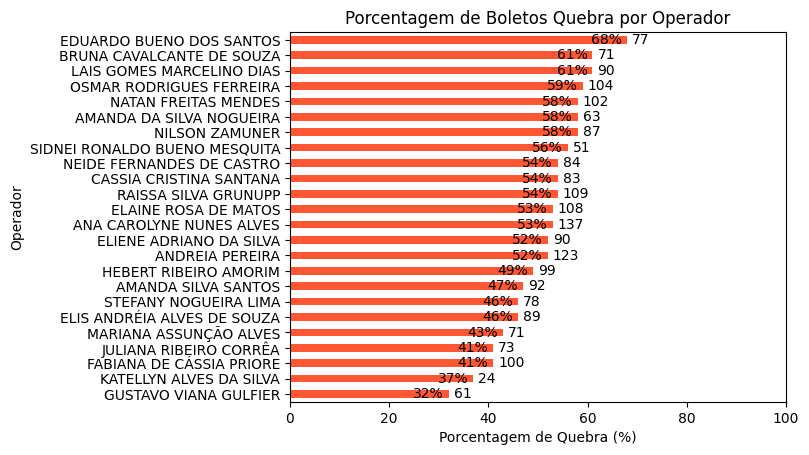 Porcentagem de Boletos Quebra por Operador
EDUARDO BUENO DOS SANTOS 68% 77
BRUNA CAVALCANTE DE SOUZA 61% 71
LAIS GOMES MARCELINO DIAS 61% 90
OSMAR RODRIGUES FERREIRA 59% 104
NATAN FREITAS MENDES 58% 102
AMANDA DA SILVA NOGUEIRA 58% 63
NILSON ZAMUNER 58% 87
SIDNEI RONALDO BUENO MESQUITA 56% 51
NEIDE FERNANDES DE CASTRO 54% 84
CASSIA CRISTINA SANTANA 54% 83
RAISSA SILVA GRUNUPP 54% 109
ELAINE ROSA DE MATOS 53% 108
ANA CAROLYNE NUNES ALVES 53% 137
ELIENE ADRIANO DA SILVA 52% 90
ANDREIA PEREIRA 52% 123
HEBERT RIBEIRO AMORIM 49% 99
AMANDA SILVA SANTOS 47% 92
STEFANY NOGUEIRA LIMA 46% 78
ELIS ANDRÉIA ALVES DE SOUZA 46% 89
MARIANA ASSUNÇÃO ALVES 43% 71
JULIANA RIBEIRO CORRÊA 41% 73
FABIANA DE CÁSSIA PRIORE 41% 100
KATELLYN ALVES DA SILVA 37% 24
GUSTAVO VIANA GULFIER 32% 61
Operador
0 20 40 60 80 100
Porcentagem de Quebra (%)